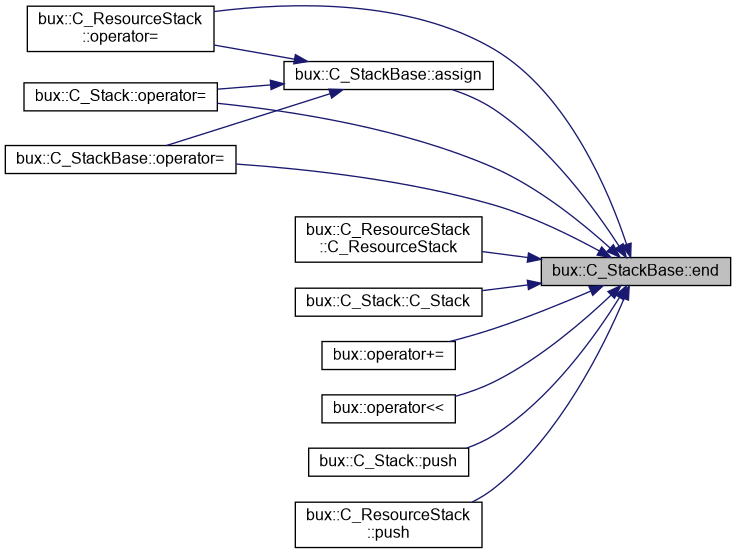 bux::C_ResourceStack
::operator=
bux::C_StackBase::assign
bux::C_Stack::operator=
bux::C_StackBase::operator=
bux::C_ResourceStack
::C_ResourceStack
bux::C_StackBase::end
bux::C_Stack::C_Stack
bux::operator+=
bux::operator<<
bux::C_Stack::push
bux::C_ResourceStack
::push